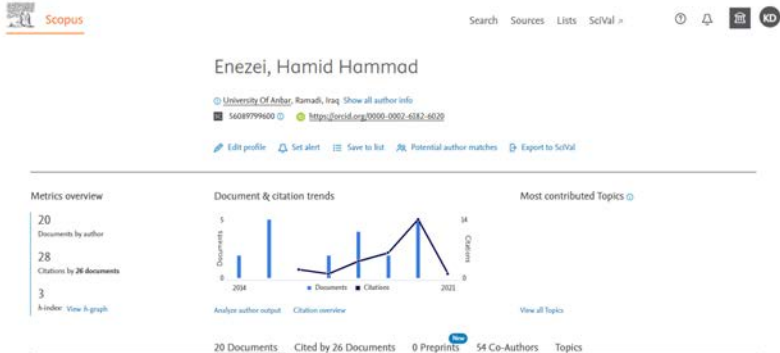 Scopus
Search Sources Lists SciVal ↗
KD
Enezei, Hamid Hammad
University Of Anbar, Ramadi, Iraq Show all author info
SC 56089799600 https://orcid.org/0000-0002-6182-6020
Edit profile Set alert Save to list Potential author matches Export to SciVal
Metrics overview
20
Documents by author
28
Citations by 26 documents
3
h-index: View h-graph
Document & citation trends
5
Documents
0
14
Citations
0
2014
2021
Documents Citations
Analyze author output Citation overview
Most contributed Topics
View all Topics
New
20 Documents Cited by 26 Documents 0 Preprints 54 Co-Authors Topics